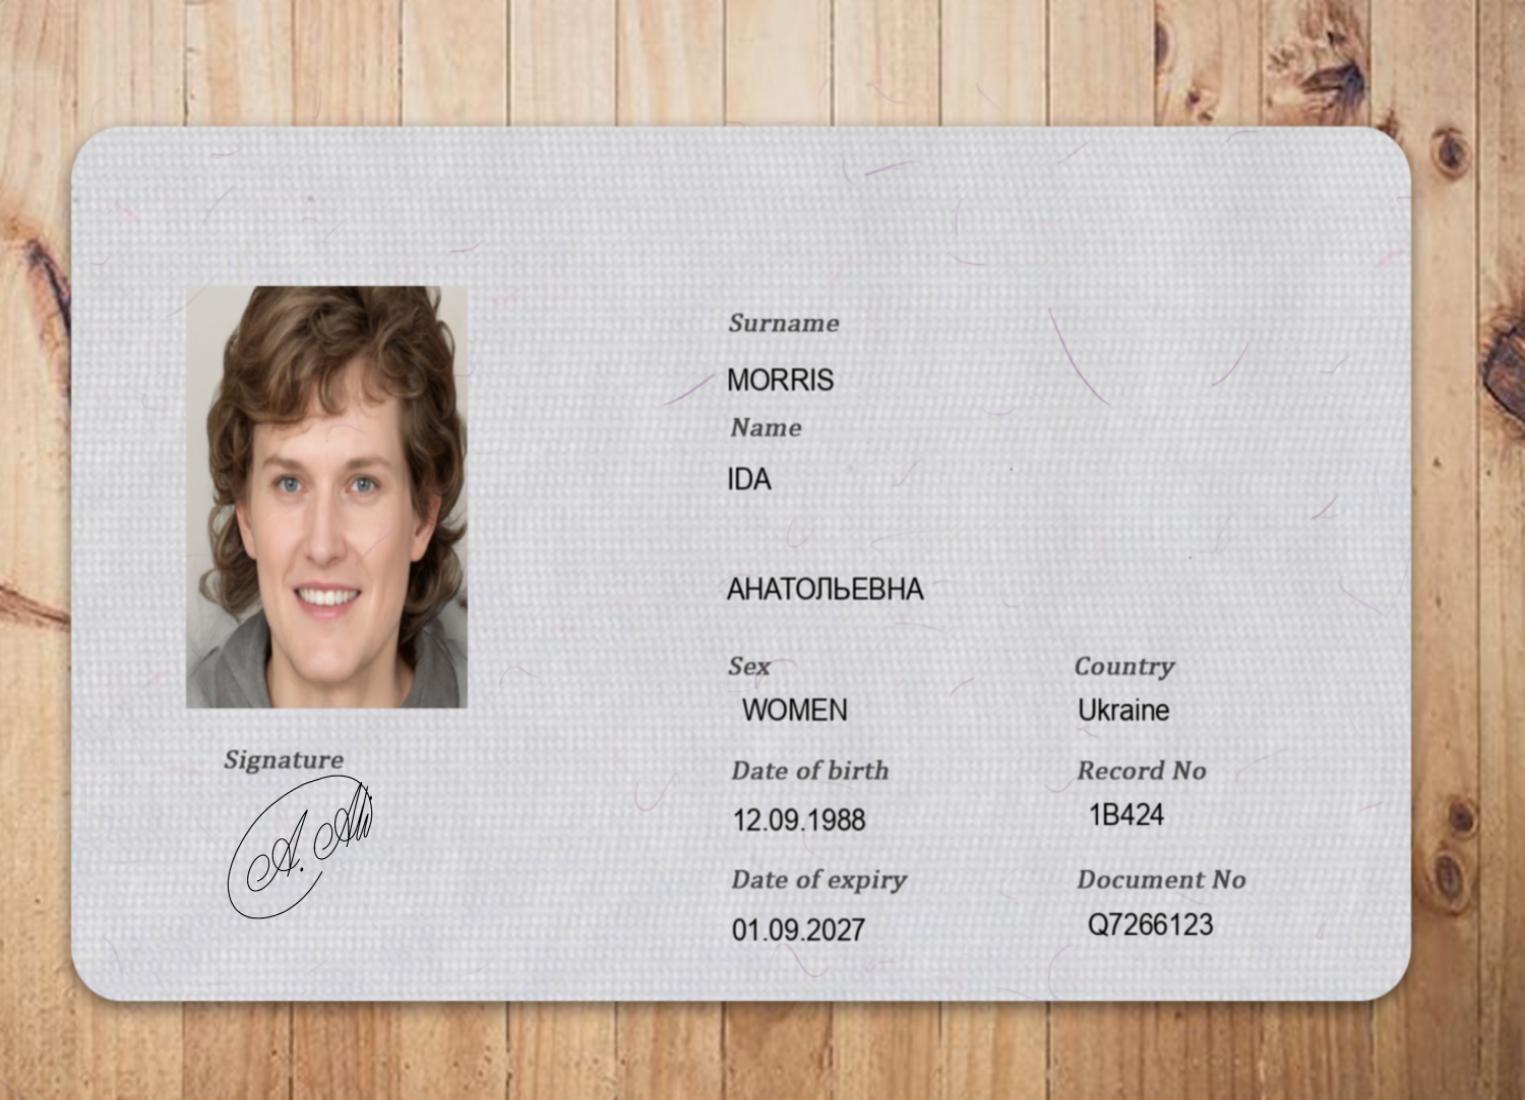 Surname
MORRIS
Name
IDA
АНАТОЛЬЕВНА
Sex
Country
WOMEN
Ukraine
Date of birth
Record No
12.09.1988
1B424
Date of expiry
Document No
01.09.2027
Q7266123
Signature